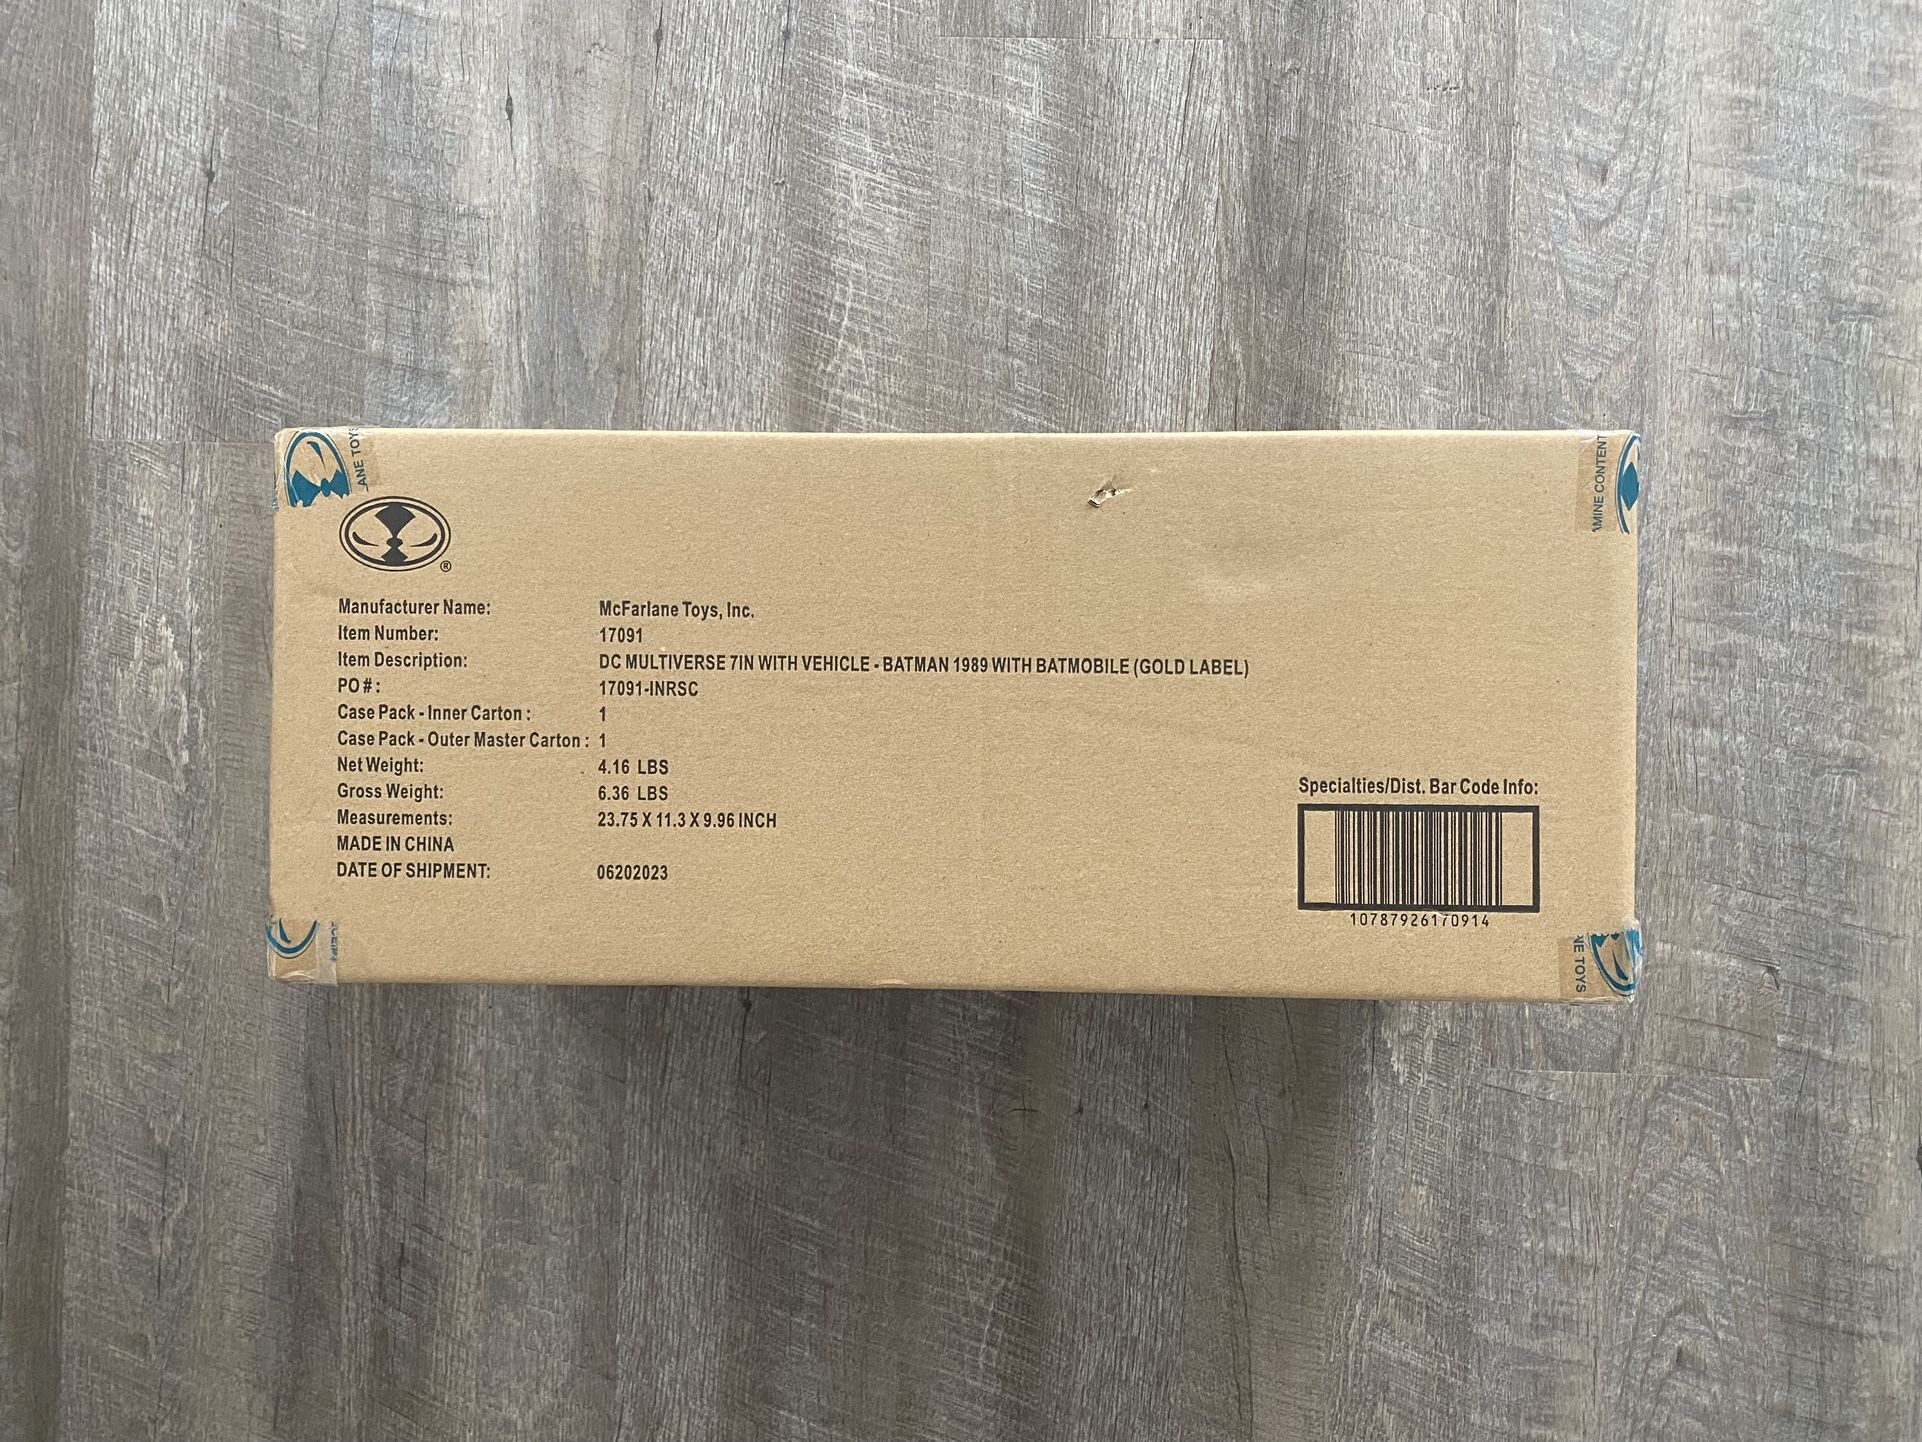 ANE TOYS
AMINE CONTENT
®
Manufacturer Name: McFarlane Toys, Inc.
Item Number: 17091
Item Description: DC MULTIVERSE 7IN WITH VEHICLE - BATMAN 1989 WITH BATMOBILE (GOLD LABEL)
PO #: 17091-INRSC
Case Pack - Inner Carton : 1
Case Pack - Outer Master Carton : 1
Net Weight: 4.16 LBS
Gross Weight: 6.36 LBS
Measurements: 23.75 X 11.3 X 9.96 INCH
MADE IN CHINA
DATE OF SHIPMENT: 06202023
Specialties/Dist. Bar Code Info:
10787926170914
NE TOYS